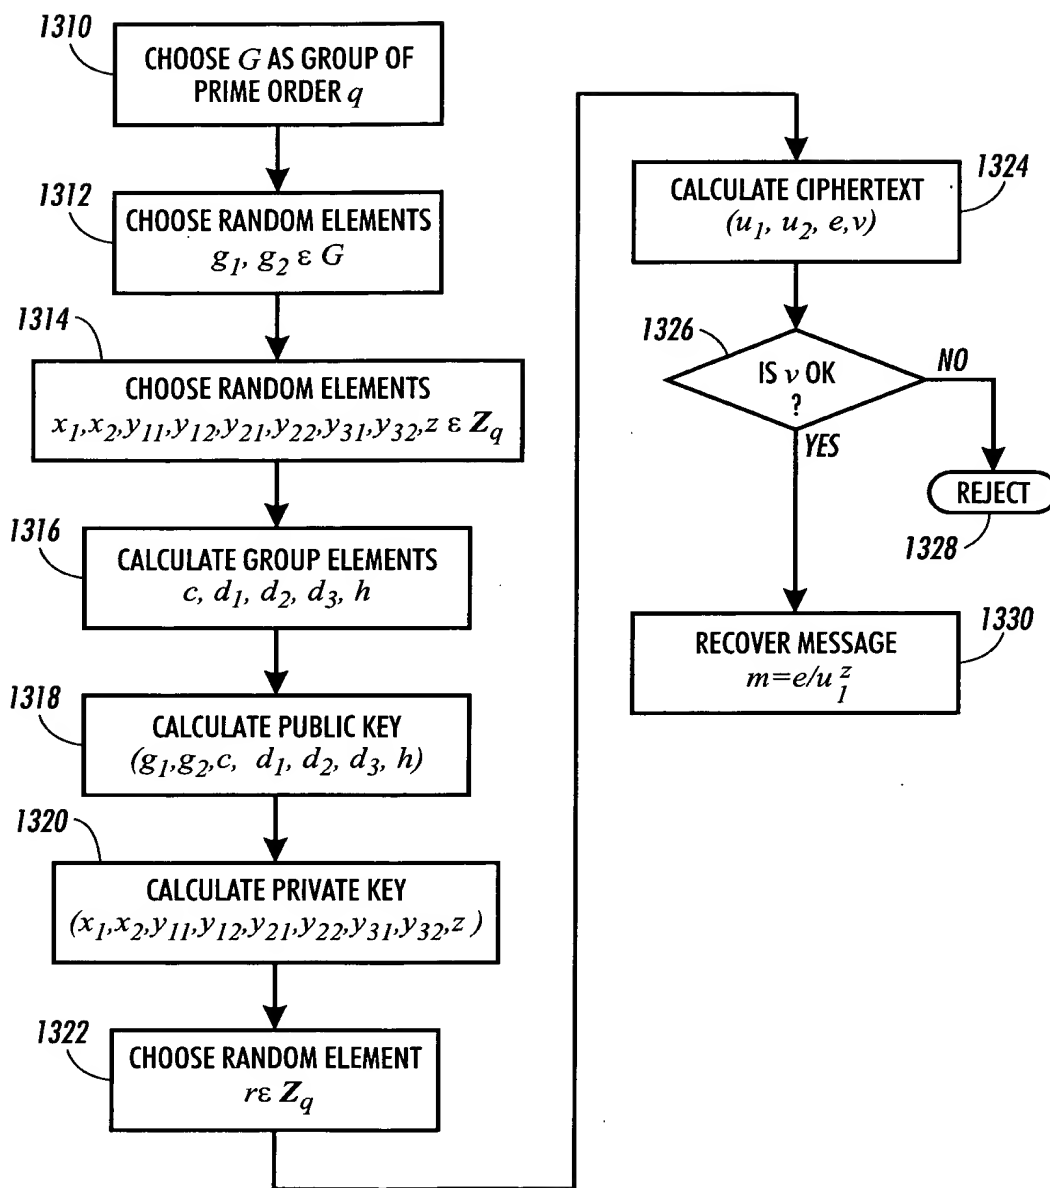 1310
CHOOSE G AS GROUP OF
PRIME ORDER q
1312
CHOOSE RANDOM ELEMENTS
g1, g2 ε G
1314
CHOOSE RANDOM ELEMENTS
x1,x2,y11,y12,y21,y22,y31,y32,z ε Zq
1316
CALCULATE GROUP ELEMENTS
c, d1, d2, d3, h
1318
CALCULATE PUBLIC KEY
(g1,g2,c, d1, d2, d3, h)
1320
CALCULATE PRIVATE KEY
(x1,x2,y11,y12,y21,y22,y31,y32,z )
1322
CHOOSE RANDOM ELEMENT
rε Zq
1324
CALCULATE CIPHERTEXT
(u1, u2, e,v)
1326
IS v OK
?
NO
YES
REJECT
1328
1330
RECOVER MESSAGE
m=e/u1^z